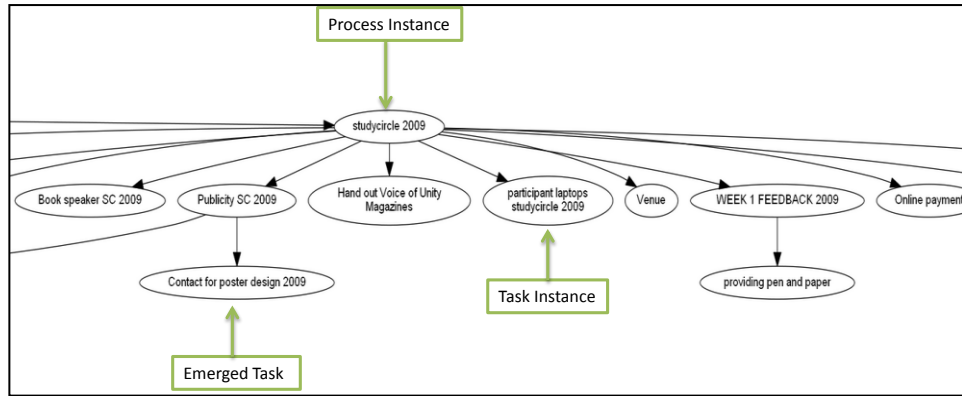 Process Instance
studycircle 2009
Book speaker SC 2009
Publicity SC 2009
Hand out Voice of Unity
Magazines
participant laptops
studycircle 2009
Venue
WEEK 1 FEEDBACK 2009
Online payment
Contact for poster design 2009
Task Instance
providing pen and paper
Emerged Task